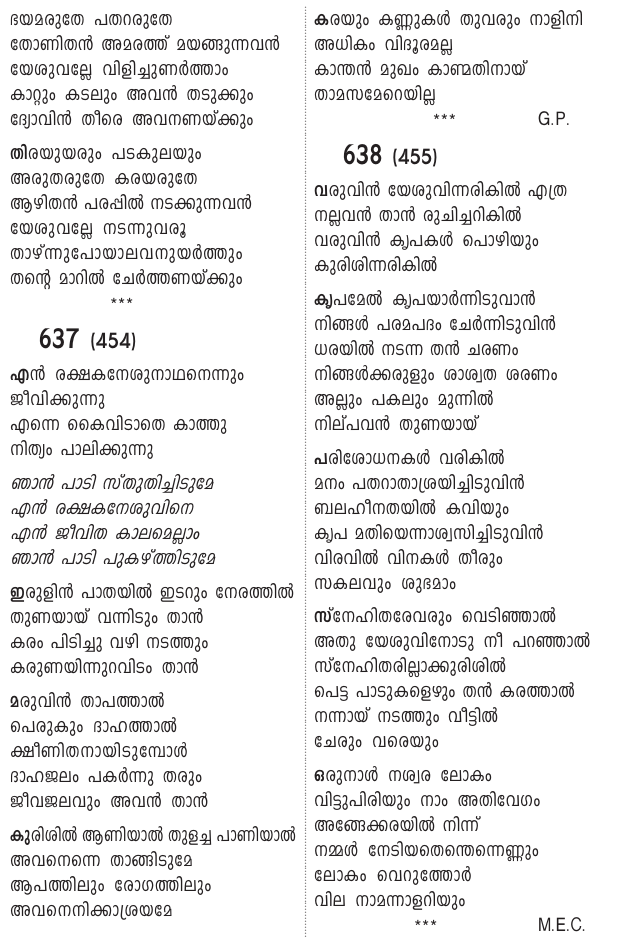 ഭയമരുതേ പതറരുതേ
തോണിതൻ അമരത്ത് മയങ്ങുന്നവൻ
യേശുവല്ലേ വിളിച്ചുണർത്താം
കാറ്റും കടലും അവൻ തടുക്കും
ദ്യോവിൻ തീരെ അവനണയ്ക്കും
തിരയുയരും പടകുലയും
അരുതരുതേ കരയരുതേ
ആഴിതൻ പരപ്പിൽ നടക്കുന്നവൻ
യേശുവല്ലേ നടന്നുവരൂ
താഴ്ന്നുപോയാലവനുയർത്തും
തന്റെ മാറിൽ ചേർത്തണയ്ക്കും
***
637 (454)
എൻ രക്ഷകനേശുനാഥനെന്നും
ജീവിക്കുന്നു
എന്നെ കൈവിടാതെ കാത്തു
നിത്യം പാലിക്കുന്നു
ഞാൻ പാടി സ്തുതിച്ചിടുമേ
എൻ രക്ഷകനേശുവിനെ
എൻ ജീവിത കാലമെല്ലാം
ഞാൻ പാടി പുകഴ്ത്തിടുമേ
ഇരുളിൻ പാതയിൽ ഇടറും നേരത്തിൽ
തുണയായ് വന്നിടും താൻ
കരം പിടിച്ചു വഴി നടത്തും
കരുണയിന്നുറവിടം താൻ
മരുവിൻ താപത്താൽ
പെരുകും ദാഹത്താൽ
ക്ഷീണിതനായിടുമ്പോൾ
ദാഹജലം പകർന്നു തരും
ജീവജലവും അവൻ താൻ
കുരിശിൽ ആണിയാൽ തുളച്ച പാണിയാൽ
അവനെന്നെ താങ്ങിടുമേ
ആപത്തിലും രോഗത്തിലും
അവനെനിക്കാശ്രയമേ
കരയും കണ്ണുകൾ തുവരും നാളിനി
അധികം വിദൂരമല്ല
കാന്തൻ മുഖം കാണ്മതിനായ്
താമസമേറെയില്ല
*** G.P.
638 (455)
വരുവിൻ യേശുവിന്നരികിൽ എത്ര
നല്ലവൻ താൻ രുചിച്ചറികിൽ
വരുവിൻ കൃപകൾ പൊഴിയും
കുരിശിന്നരികിൽ
കൃപമേൽ കൃപയാർന്നിടുവാൻ
നിങ്ങൾ പരമപദം ചേർന്നിടുവിൻ
ധരയിൽ നടന്ന തൻ ചരണം
നിങ്ങൾക്കരുളും ശാശ്വത ശരണം
അല്ലും പകലും മുന്നിൽ
നില്പവൻ തുണയായ്
പരിശോധനകൾ വരികിൽ
മനം പതറാതാശ്രയിച്ചിടുവിൻ
ബലഹീനതയിൽ കവിയും
കൃപ മതിയെന്നാശ്വസിച്ചിടുവിൻ
വിരവിൽ വിനകൾ തീരും
സകലവും ശുഭമാം
സ്നേഹിതരേവരും വെടിഞ്ഞാൽ
അതു യേശുവിനോടു നീ പറഞ്ഞാൽ
സ്നേഹിതരില്ലാക്കുരിശിൽ
പെട്ട പാടുകളെഴും തൻ കരത്താൽ
നന്നായ് നടത്തും വീട്ടിൽ
ചേരും വരെയും
ഒരുനാൾ നശ്വര ലോകം
വിട്ടുപിരിയും നാം അതിവേഗം
അങ്ങേക്കരയിൽ നിന്ന്
നമ്മൾ നേടിയതെന്തെന്നെണ്ണും
ലോകം വെറുത്തോർ
വില നാമന്നാളറിയും
*** M.E.C.